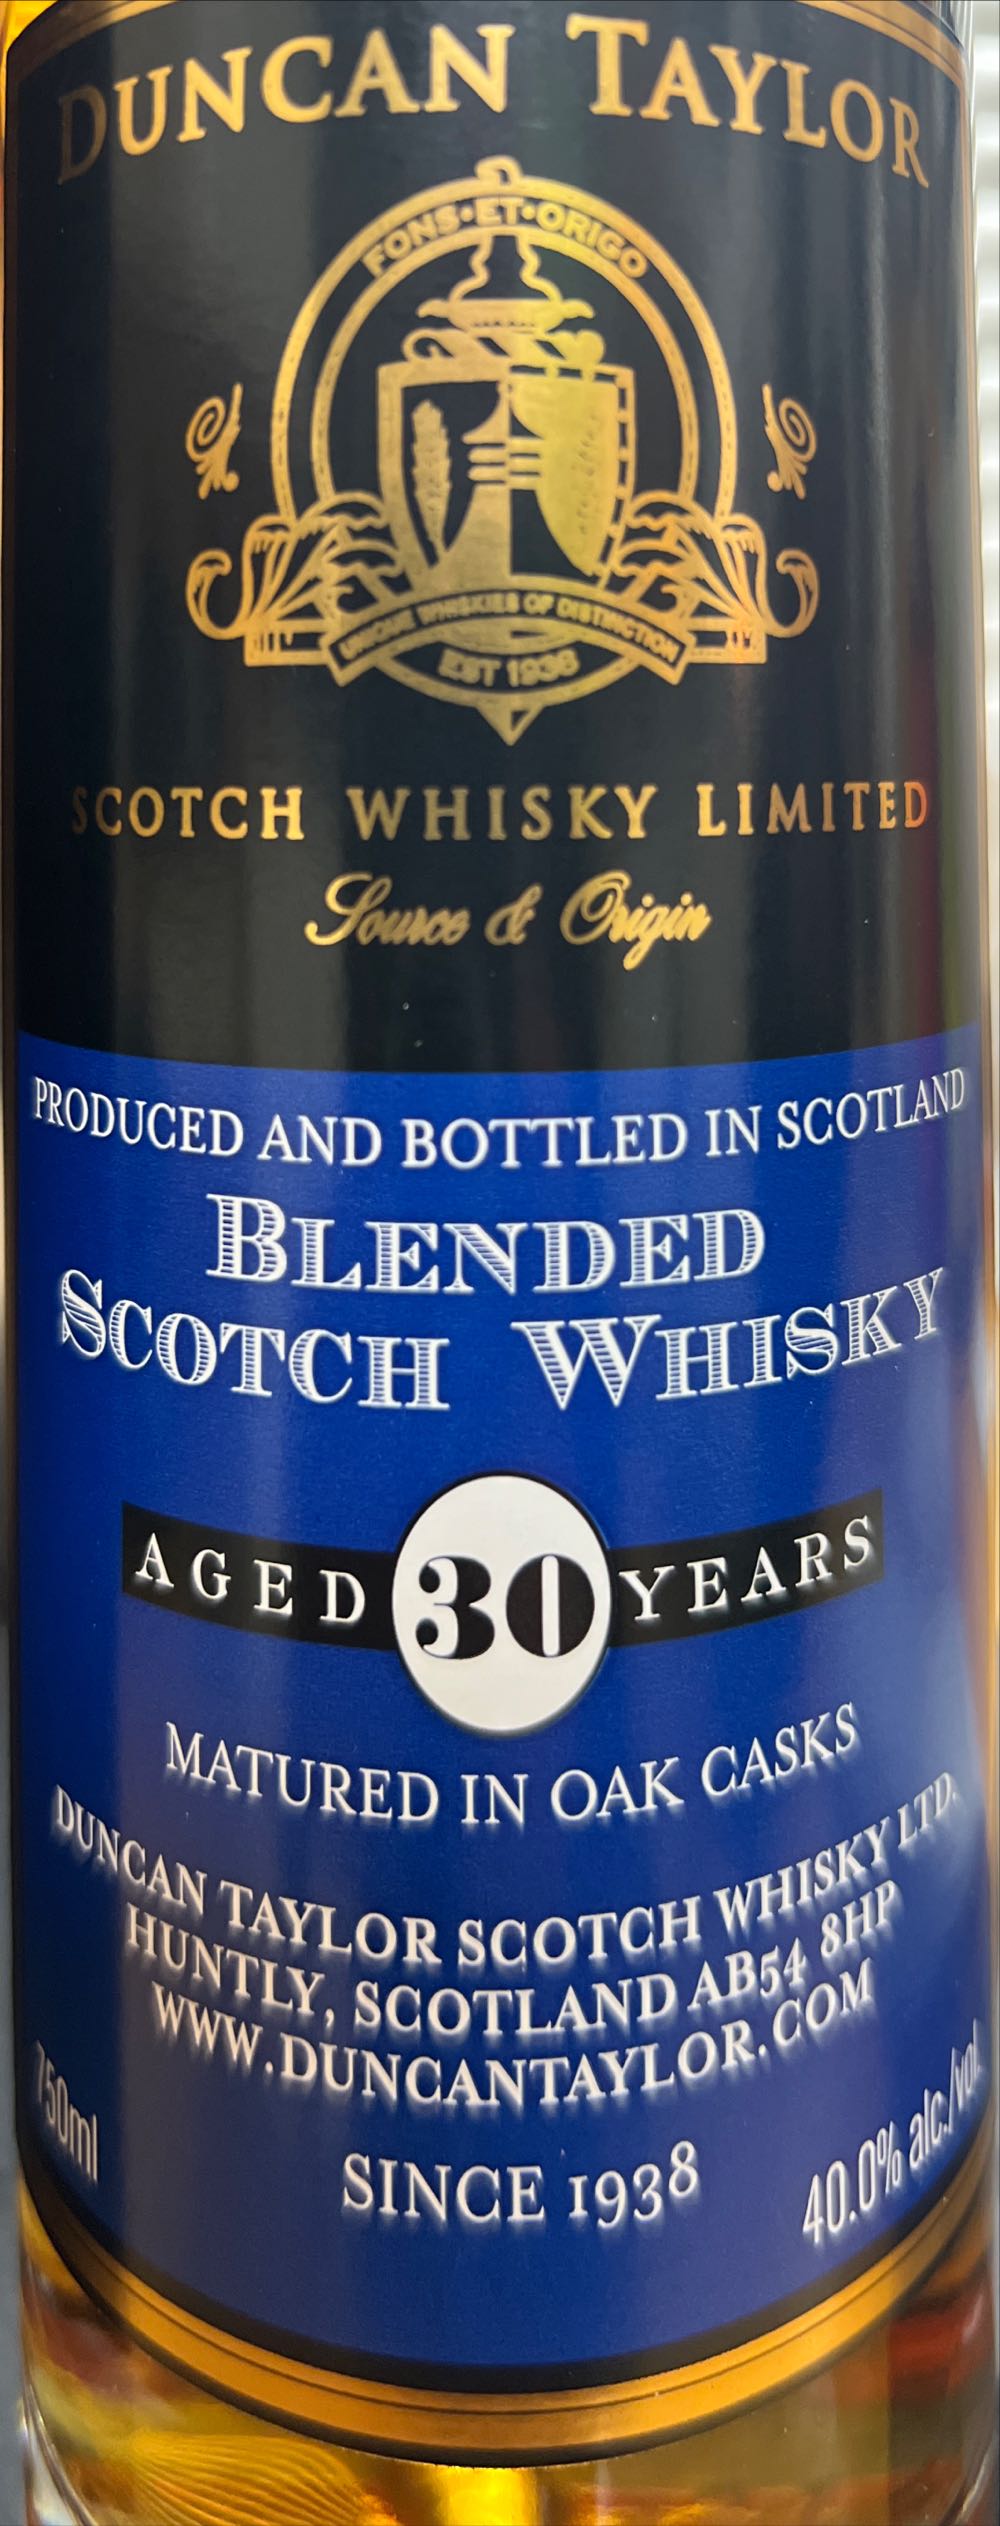 DUNCAN TAYLOR
FONS·ET·ORIGO
UNIQUE WHISKIES OF DISTINCTION
EST 1938
SCOTCH WHISKY LIMITED
Source & Origin
PRODUCED AND BOTTLED IN SCOTLAND
BLENDED
SCOTCH WHISKY
AGED 30 YEARS
MATURED IN OAK CASKS
DUNCAN TAYLOR SCOTCH WHISKY LTD.
HUNTLY, SCOTLAND AB54 8HP
WWW.DUNCANTAYLOR.COM
750ml
SINCE 1938
40.0% alc./vol